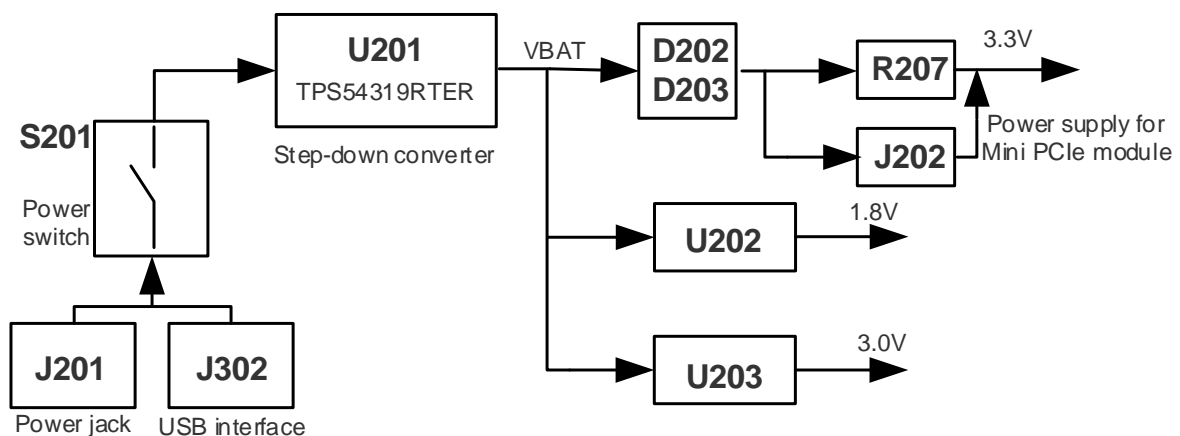 U201
TPS54319RTER
Step-down converter
VBAT
D202
D203
R207
3.3V
J202
Power supply for
Mini PCIe module
S201
Power
switch
U202
1.8V
U203
3.0V
J201
Power jack
J302
USB interface